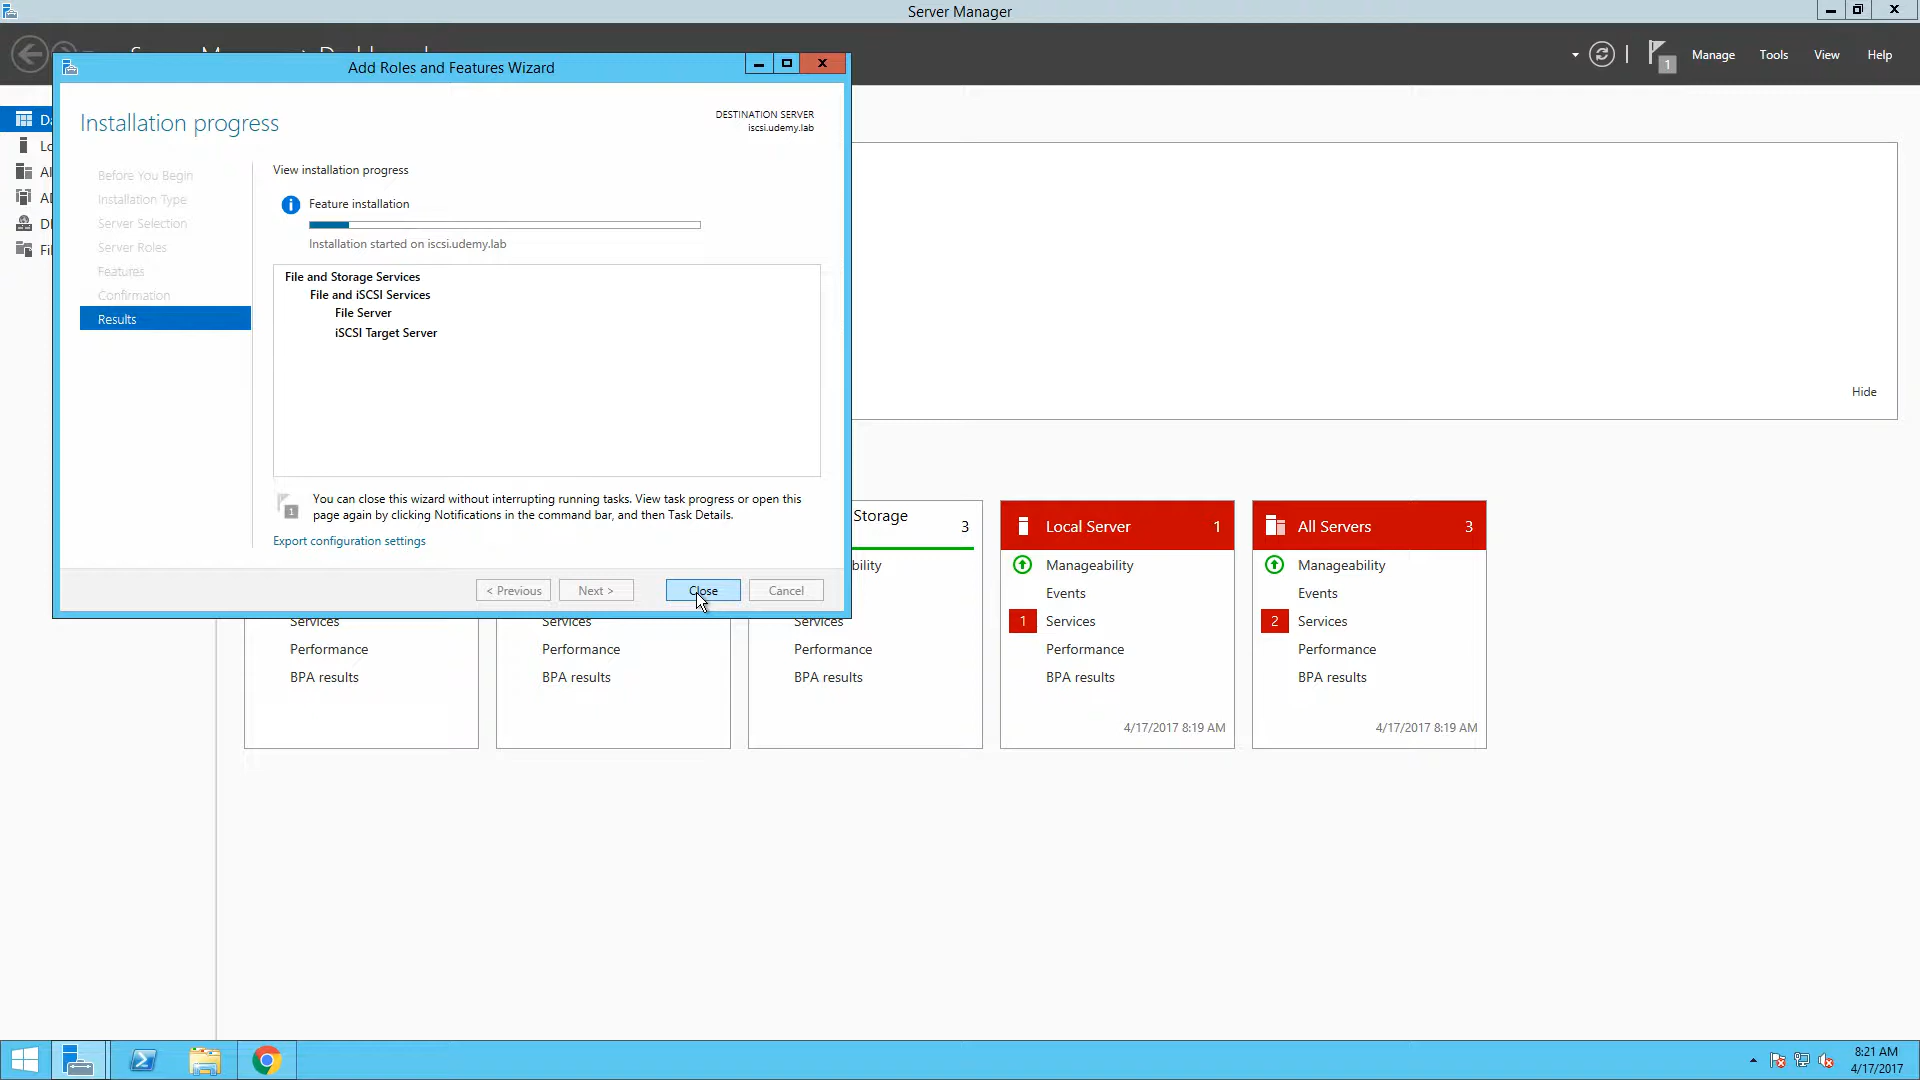 Server Manager
1
Manage
Tools
View
Help
Add Roles and Features Wizard
Installation progress
DESTINATION SERVER
iscsi.udemy.lab
Before You Begin
Installation Type
Server Selection
Server Roles
Features
Confirmation
Results
View installation progress
Feature installation
Installation started on iscsi.udemy.lab
File and Storage Services
File and iSCSI Services
File Server
iSCSI Target Server
1
You can close this wizard without interrupting running tasks. View task progress or open this
page again by clicking Notifications in the command bar, and then Task Details.
Export configuration settings
< Previous
Next >
Close
Cancel
Hide
Services
Performance
BPA results
Services
Performance
BPA results
Storage
3
bility
Services
Performance
BPA results
Local Server
1
Manageability
Events
1
Services
Performance
BPA results
4/17/2017 8:19 AM
All Servers
3
Manageability
Events
2
Services
Performance
BPA results
4/17/2017 8:19 AM
8:21 AM
4/17/2017